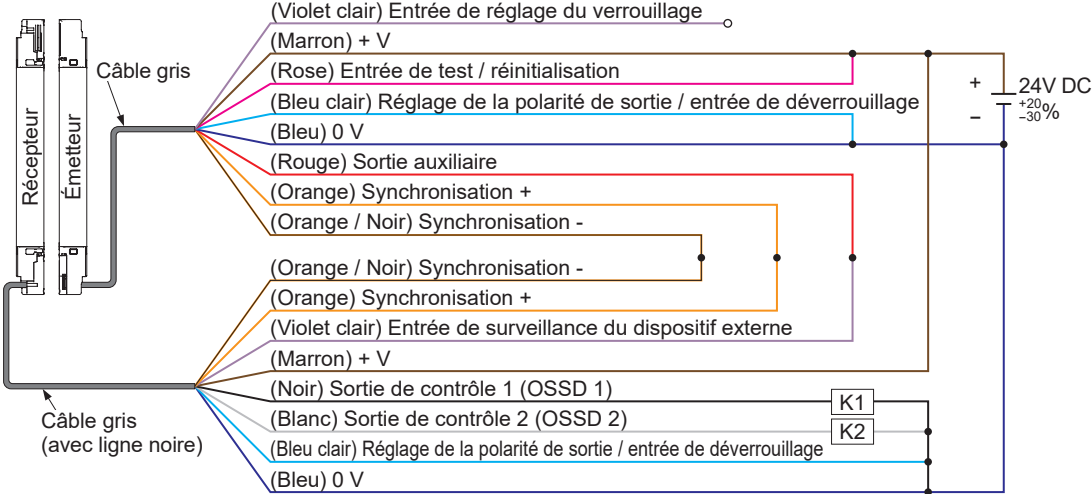 (Violet clair) Entrée de réglage du verrouillage
(Marron) + V
(Rose) Entrée de test / réinitialisation
(Bleu clair) Réglage de la polarité de sortie / entrée de déverrouillage
(Bleu) 0 V
(Rouge) Sortie auxiliaire
(Orange) Synchronisation +
(Orange / Noir) Synchronisation -
Câble gris
Récepteur
Émetteur
+
−
24V DC
+20
−30 %
(Orange / Noir) Synchronisation -
(Orange) Synchronisation +
(Violet clair) Entrée de surveillance du dispositif externe
(Marron) + V
(Noir) Sortie de contrôle 1 (OSSD 1)
K1
(Blanc) Sortie de contrôle 2 (OSSD 2)
K2
(Bleu clair) Réglage de la polarité de sortie / entrée de déverrouillage
(Bleu) 0 V
Câble gris
(avec ligne noire)